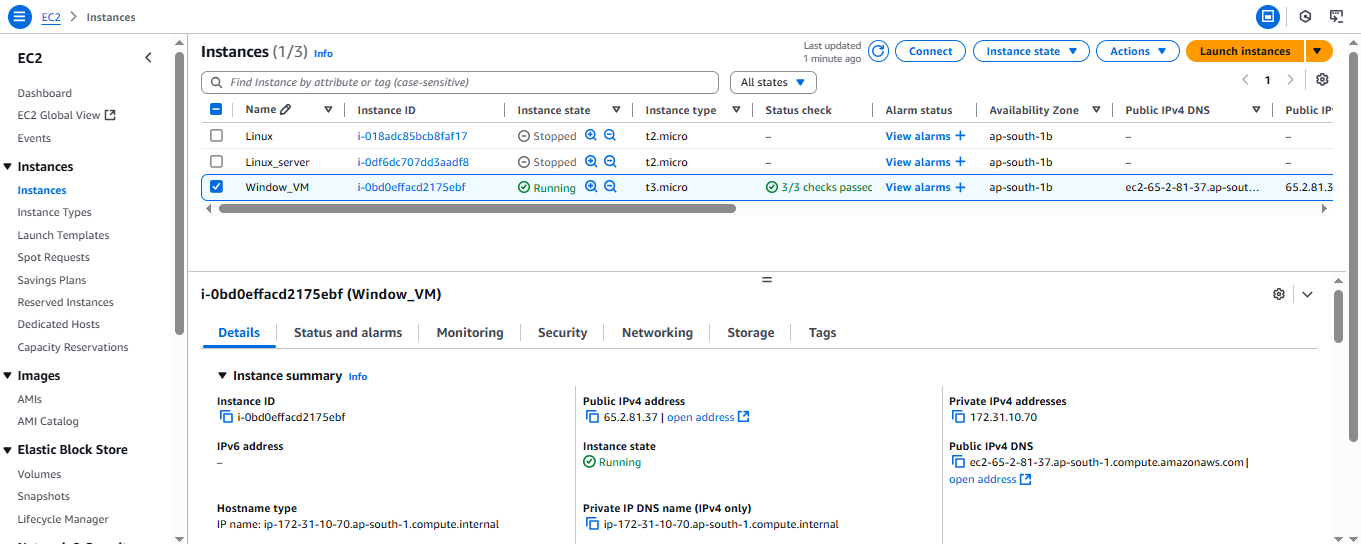 EC2 > Instances
EC2
Dashboard
EC2 Global View
Events
Instances
Instances
Instance Types
Launch Templates
Spot Requests
Savings Plans
Reserved Instances
Dedicated Hosts
Capacity Reservations
Images
AMIs
AMI Catalog
Elastic Block Store
Volumes
Snapshots
Lifecycle Manager
Instances (1/3) Info
Last updated
1 minute ago
Connect
Instance state
Actions
Launch instances
Find Instance by attribute or tag (case-sensitive)
All states
1
Name Instance ID Instance state Instance type Status check Alarm status Availability Zone Public IPv4 DNS Public IP
Linux i-018adc85bcb8faf17 Stopped t2.micro – View alarms + ap-south-1b – –
Linux_server i-0df6dc707dd3aadf8 Stopped t2.micro – View alarms + ap-south-1b – –
Window_VM i-0bd0effacd2175ebf Running t3.micro 3/3 checks passed View alarms + ap-south-1b ec2-65-2-81-37.ap-sout... 65.2.81.3
i-0bd0effacd2175ebf (Window_VM)
Details Status and alarms Monitoring Security Networking Storage Tags
Instance summary Info
Instance ID
i-0bd0effacd2175ebf
Public IPv4 address
65.2.81.37 | open address
Private IPv4 addresses
172.31.10.70
IPv6 address
–
Instance state
Running
Public IPv4 DNS
ec2-65-2-81-37.ap-south-1.compute.amazonaws.com |
open address
Hostname type
IP name: ip-172-31-10-70.ap-south-1.compute.internal
Private IP DNS name (IPv4 only)
ip-172-31-10-70.ap-south-1.compute.internal